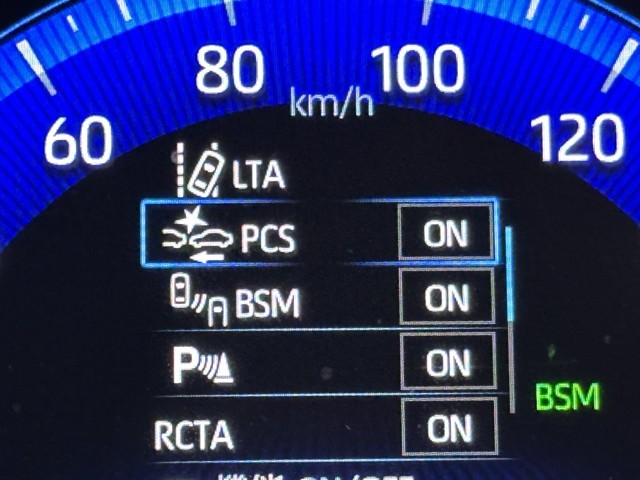 80 100
km/h
60 120
LTA
PCS ON
BSM ON
P ON
BSM
RCTA ON